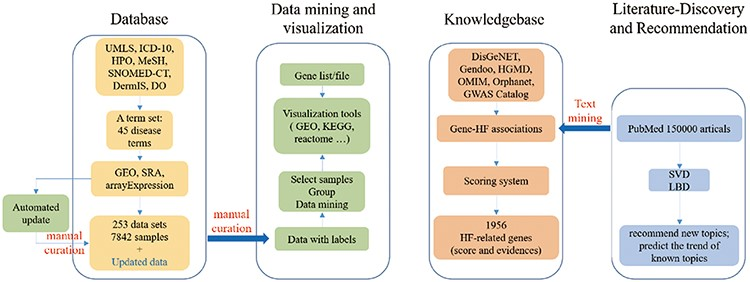 Database
UMLS, ICD-10,
HPO, MeSH,
SNOMED-CT,
DermIS, DO
A term set:
45 disease
terms
GEO, SRA,
arrayExpression
Automated
update
manual
curation
253 data sets
7842 samples
+
Updated data
manual
curation
Data mining and
visualization
Gene list/file
Visualization tools
( GEO, KEGG,
reactome …)
Select samples
Group
Data mining
Data with labels
Knowledgebase
DisGeNET,
Gendoo, HGMD,
OMIM, Orphanet,
GWAS Catalog
Gene-HF associations
Scoring system
1956
HF-related genes
(score and evidences)
Text
mining
Literature-Discovery
and Recommendation
PubMed 150000 articals
SVD
LBD
recommend new topics;
predict the trend of
known topics